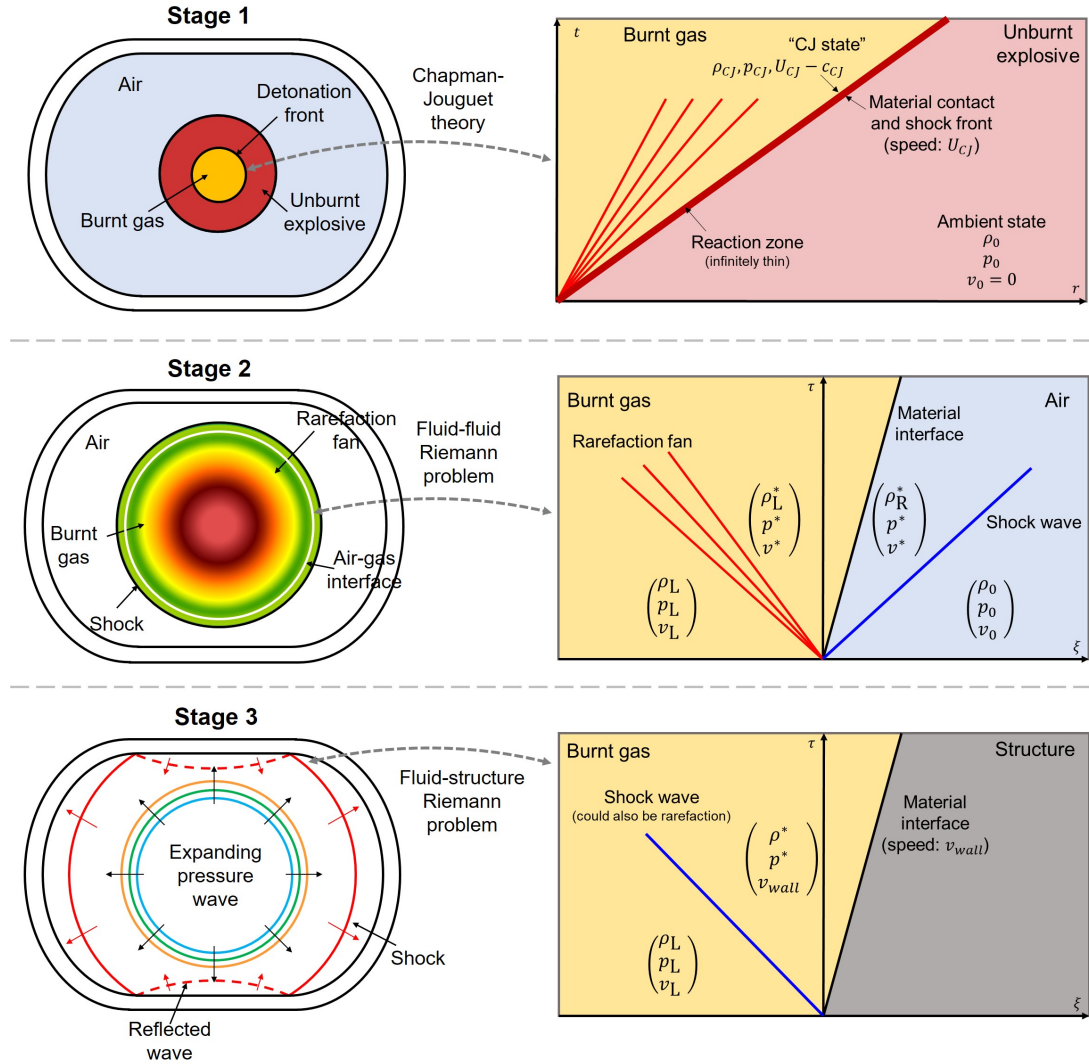 Stage 1
Air
Detonation
front
Burnt gas
Unburnt
explosive
Chapman-
Jouguet
theory
t
Burnt gas
“CJ state”
ρ_CJ, p_CJ, U_CJ − c_CJ
Unburnt
explosive
Material contact
and shock front
(speed: U_CJ)
Reaction zone
(infinitely thin)
Ambient state
ρ_0
p_0
v_0 = 0
r
Stage 2
Air
Rarefaction
fan
Burnt
gas
Air-gas
interface
Shock
Fluid-fluid
Riemann
problem
Burnt gas
τ
Material
interface
Air
Rarefaction fan
ρ_L^*
p^*
v^*
ρ_R^*
p^*
v^*
Shock wave
ρ_L
p_L
v_L
ρ_0
p_0
v_0
ξ
Stage 3
Expanding
pressure
wave
Shock
Reflected
wave
Fluid-structure
Riemann
problem
Burnt gas
τ
Structure
Shock wave
(could also be rarefaction)
Material
interface
(speed: v_wall)
ρ^*
p^*
v_wall
ρ_L
p_L
v_L
ξ